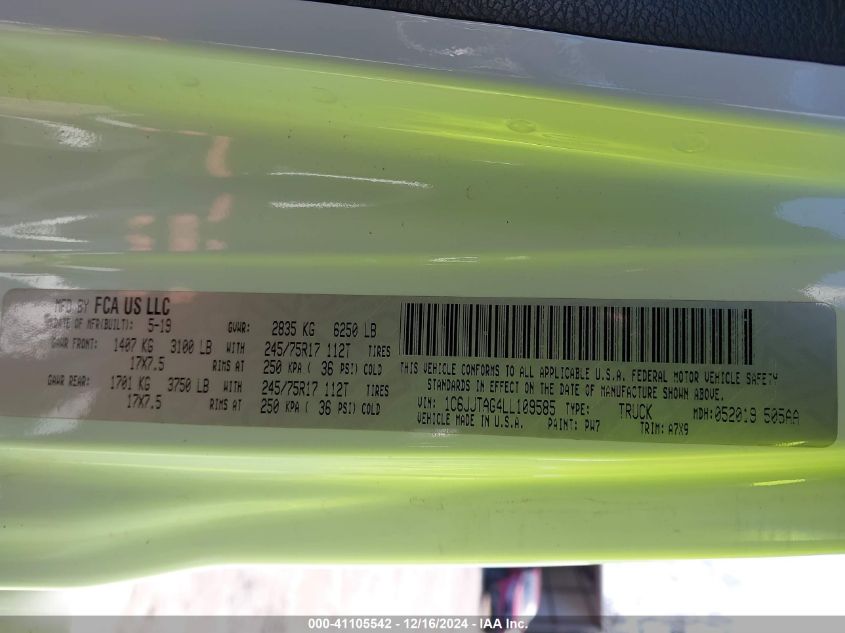 MFD BY FCA US LLC
DATE OF MFR(BUILT): 5-19 GVWR: 2835 KG 6250 LB
GAWR FRONT: 1407 KG 3100 LB WITH 245/75R17 112T TIRES
17X7.5 RIMS AT 250 KPA ( 36 PSI) COLD
GAWR REAR: 1701 KG 3750 LB WITH 245/75R17 112T TIRES
17X7.5 RIMS AT 250 KPA ( 36 PSI) COLD
THIS VEHICLE CONFORMS TO ALL APPLICABLE U.S.A. FEDERAL MOTOR VEHICLE SAFETY
STANDARDS IN EFFECT ON THE DATE OF MANUFACTURE SHOWN ABOVE.
VIN: 1C6JJTAG4LL109585 TYPE: TRUCK MDH: 052019 505AA
VEHICLE MADE IN U.S.A. PAINT: PW7 TRIM: A7X9
000-41105542 - 12/16/2024 - IAA Inc.